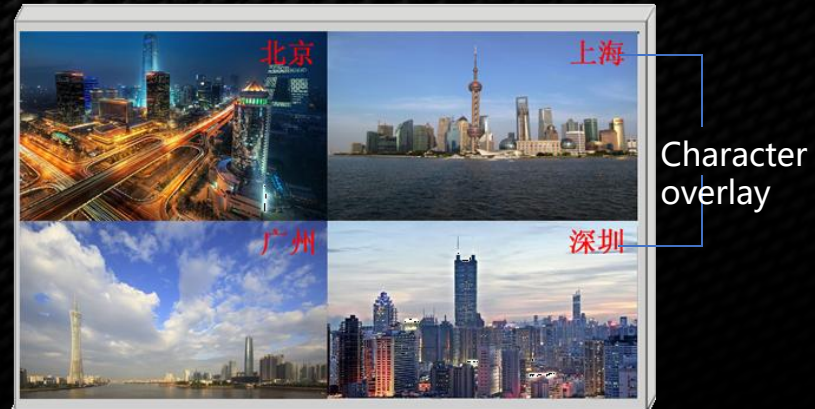 北京
上海
广州
深圳
Character
overlay